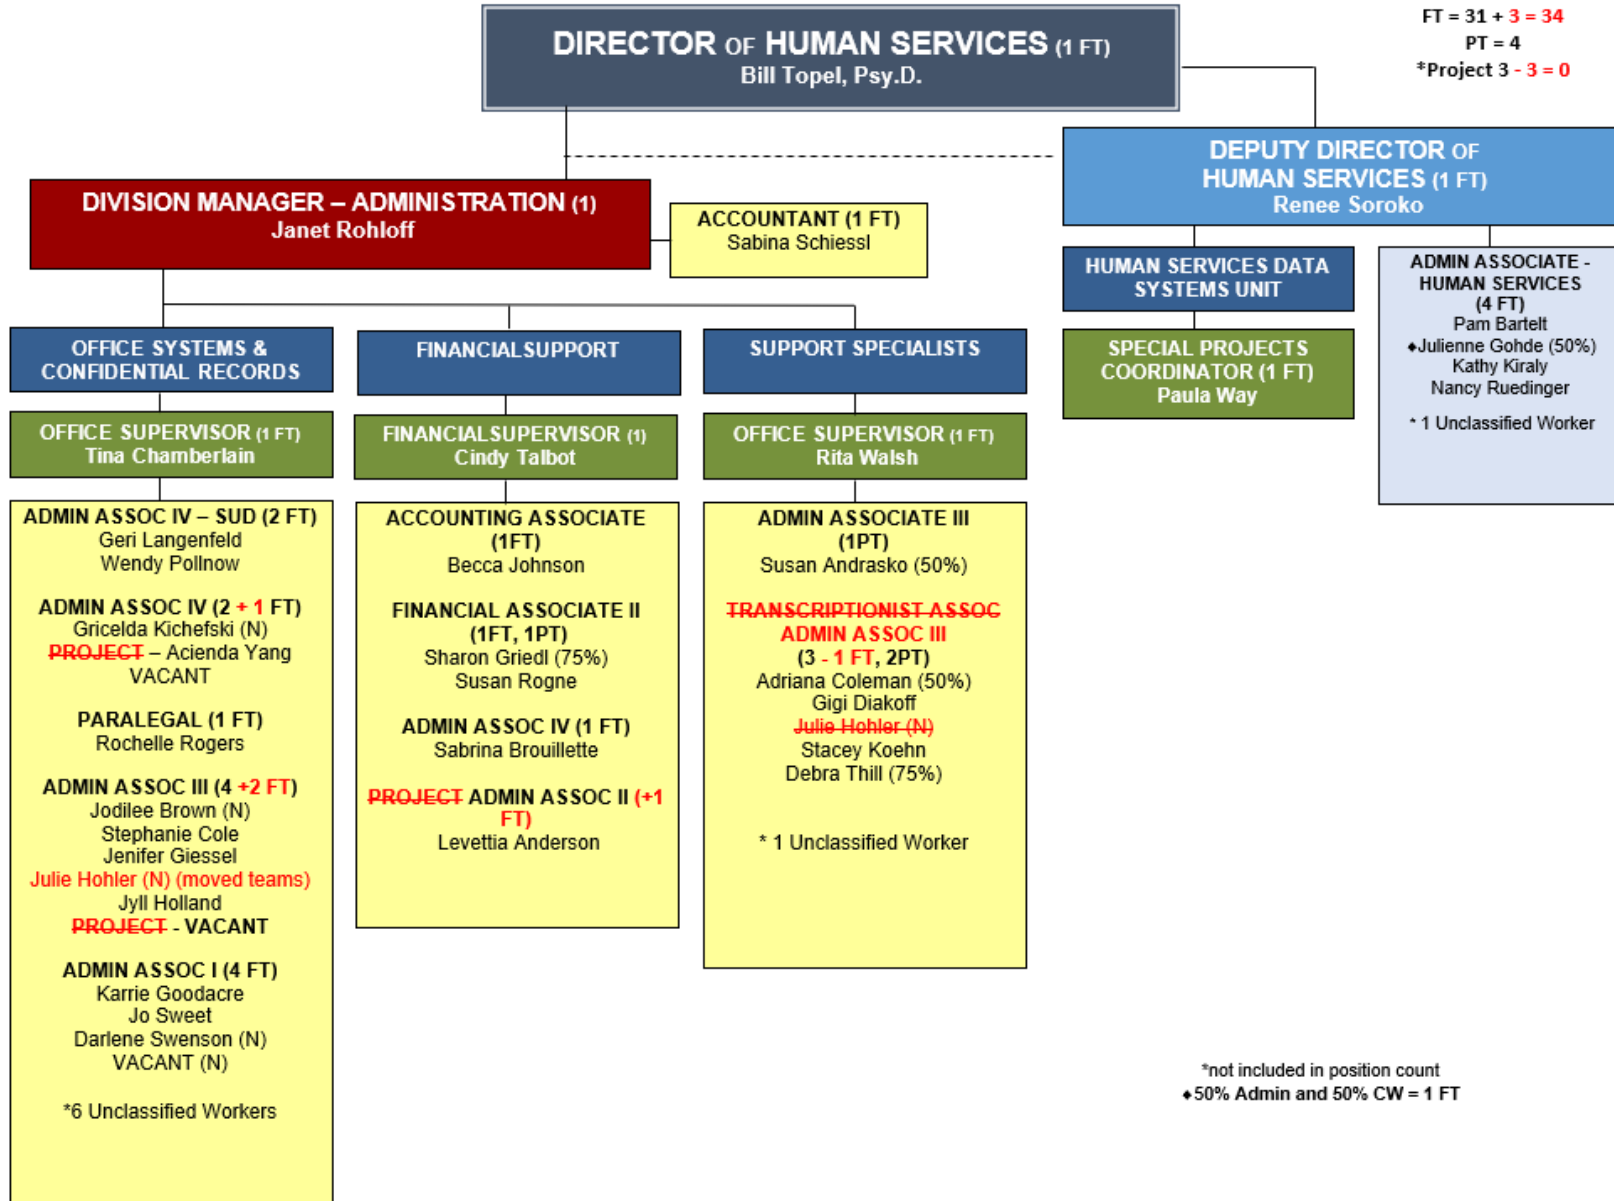 DIRECTOR OF HUMAN SERVICES (1 FT)
Bill Topel, Psy.D.
FT = 31 + 3 = 34
PT = 4
*Project 3 - 3 = 0
DEPUTY DIRECTOR OF
HUMAN SERVICES (1 FT)
Renee Soroko
DIVISION MANAGER – ADMINISTRATION (1)
Janet Rohloff
ACCOUNTANT (1 FT)
Sabina Schiessl
HUMAN SERVICES DATA
SYSTEMS UNIT
SPECIAL PROJECTS
COORDINATOR (1 FT)
Paula Way
ADMIN ASSOCIATE -
HUMAN SERVICES
(4 FT)
Pam Bartelt
♦Julienne Gohde (50%)
Kathy Kiraly
Nancy Ruedinger
* 1 Unclassified Worker
OFFICE SYSTEMS &
CONFIDENTIAL RECORDS
OFFICE SUPERVISOR (1 FT)
Tina Chamberlain
ADMIN ASSOC IV – SUD (2 FT)
Geri Langenfeld
Wendy Pollnow
ADMIN ASSOC IV (2 + 1 FT)
Gricelda Kichefski (N)
PROJECT – Acienda Yang
VACANT
PARALEGAL (1 FT)
Rochelle Rogers
ADMIN ASSOC III (4 +2 FT)
Jodilee Brown (N)
Stephanie Cole
Jenifer Giessel
Julie Hohler (N) (moved teams)
Jyll Holland
PROJECT - VACANT
ADMIN ASSOC I (4 FT)
Karrie Goodacre
Jo Sweet
Darlene Swenson (N)
VACANT (N)
*6 Unclassified Workers
FINANCIALSUPPORT
FINANCIALSUPERVISOR (1)
Cindy Talbot
ACCOUNTING ASSOCIATE
(1FT)
Becca Johnson
FINANCIAL ASSOCIATE II
(1FT, 1PT)
Sharon Griedl (75%)
Susan Rogne
ADMIN ASSOC IV (1 FT)
Sabrina Brouillette
PROJECT ADMIN ASSOC II (+1
FT)
Levettia Anderson
SUPPORT SPECIALISTS
OFFICE SUPERVISOR (1 FT)
Rita Walsh
ADMIN ASSOCIATE III
(1PT)
Susan Andrasko (50%)
TRANSCRIPTIONIST ASSOC
ADMIN ASSOC III
(3 - 1 FT, 2PT)
Adriana Coleman (50%)
Gigi Diakoff
Julie Hohler (N)
Stacey Koehn
Debra Thill (75%)
* 1 Unclassified Worker
*not included in position count
♦50% Admin and 50% CW = 1 FT